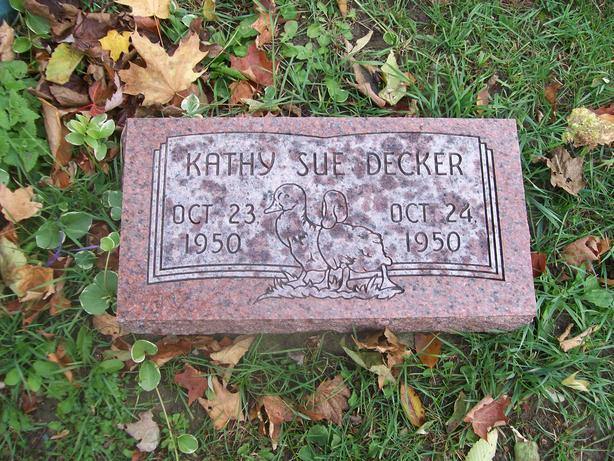 KATHY SUE DECKER
OCT 23 OCT 24,
1950 1950